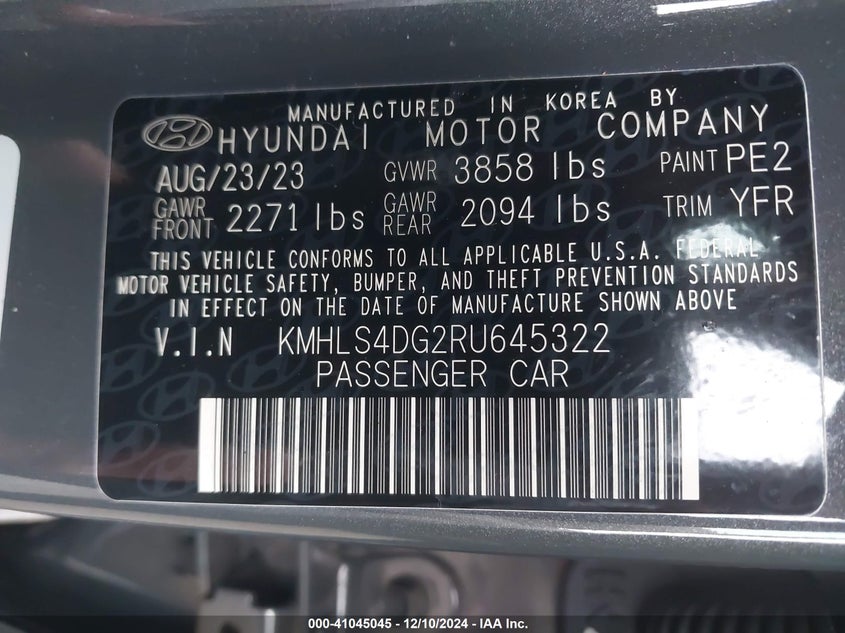 MANUFACTURED IN KOREA BY
HYUNDAI MOTOR COMPANY
AUG/23/23 GVWR 3858 lbs PAINT PE2
GAWR FRONT 2271 lbs GAWR REAR 2094 lbs TRIM YFR
THIS VEHICLE CONFORMS TO ALL APPLICABLE U.S.A. FEDERAL
MOTOR VEHICLE SAFETY, BUMPER, AND THEFT PREVENTION STANDARDS
IN EFFECT ON THE DATE OF MANUFACTURE SHOWN ABOVE
V.I.N KMHLS4DG2RU645322
PASSENGER CAR
000-41045045 - 12/10/2024 - IAA Inc.